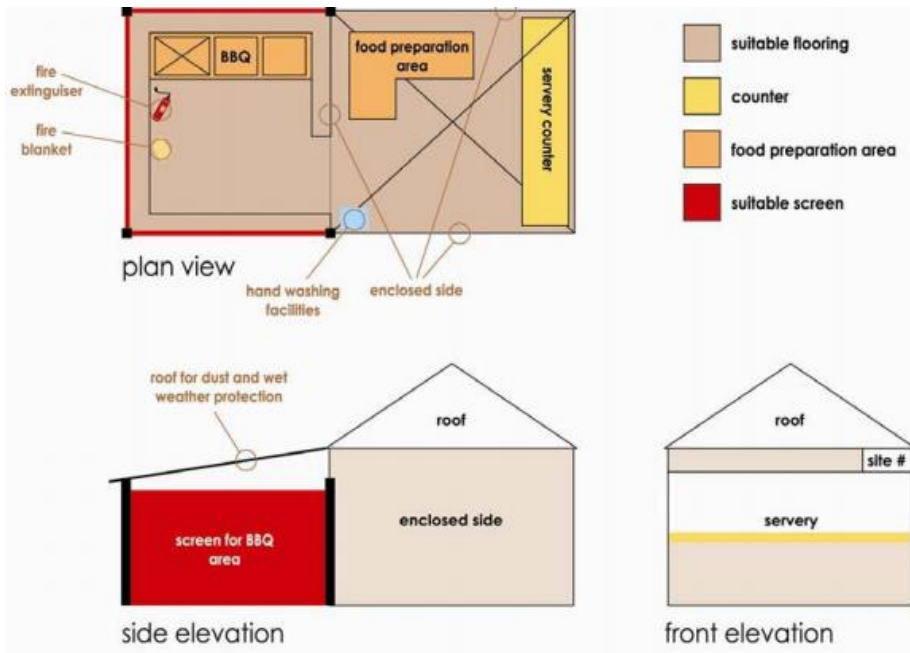 BBQ
food preparation
area
servery counter
fire
extinguiser
fire
blanket
plan view
hand washing
facilities
enclosed side
suitable flooring
counter
food preparation area
suitable screen
roof for dust and wet
weather protection
roof
enclosed side
screen for BBQ
area
side elevation
roof
site #
servery
front elevation